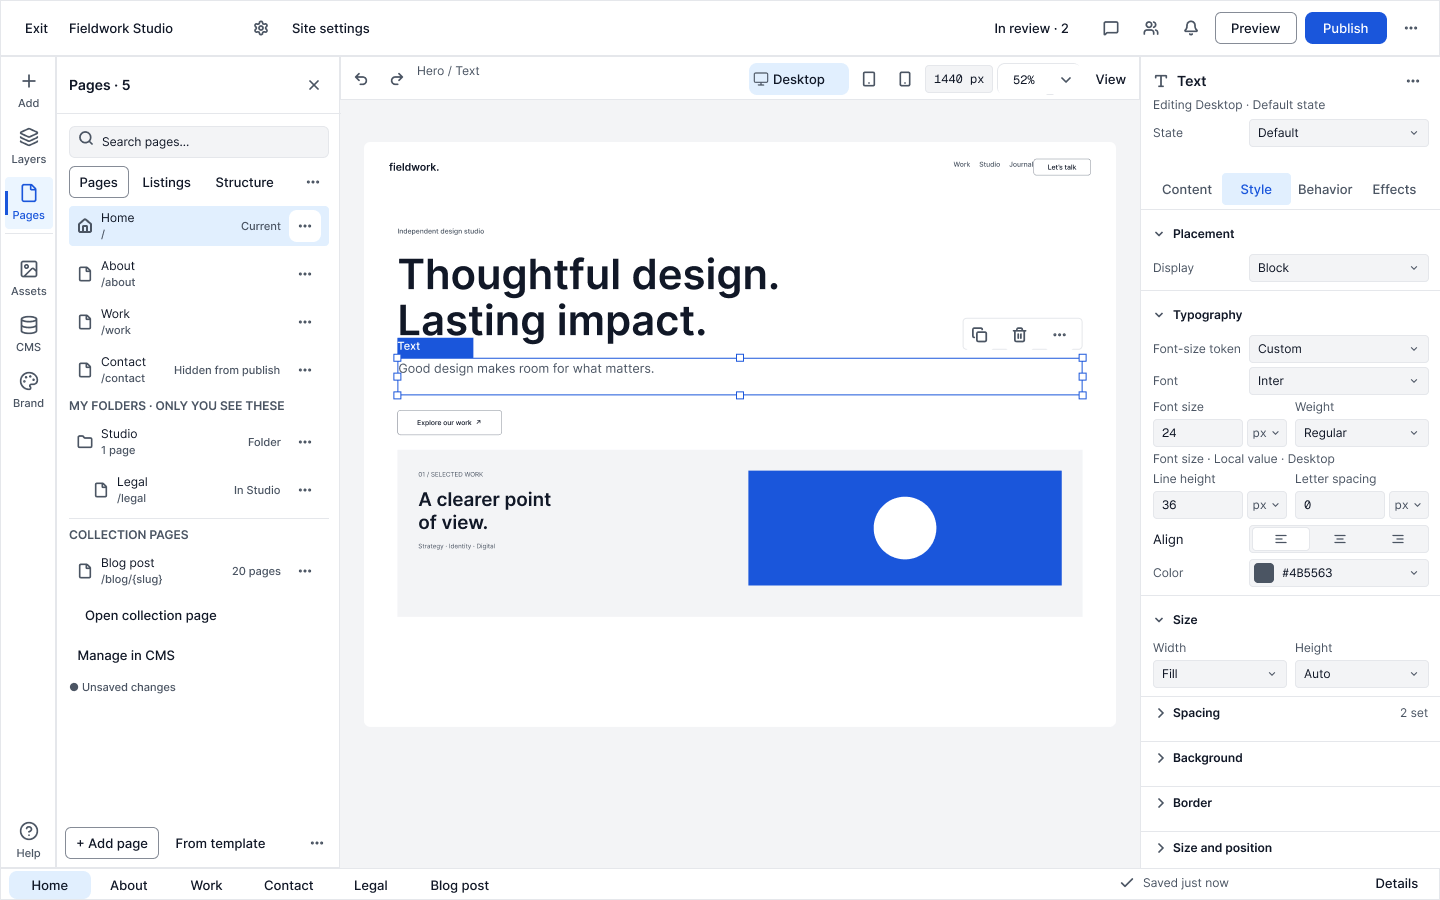 Exit
Fieldwork Studio
Site settings
In review · 2
Preview
Publish
Add
Layers
Pages
Assets
CMS
Brand
Help
Pages · 5
Search pages...
Pages
Listings
Structure
Home
/
Current
About
/about
Work
/work
Contact
/contact
Hidden from publish
MY FOLDERS · ONLY YOU SEE THESE
Studio
1 page
Folder
Legal
/legal
In Studio
COLLECTION PAGES
Blog post
/blog/{slug}
20 pages
Open collection page
Manage in CMS
Unsaved changes
+ Add page
From template
Hero / Text
Desktop
1440 px
52%
View
fieldwork.
Work
Studio
Journal
Let's talk
Independent design studio
Thoughtful design.
Lasting impact.
Text
Good design makes room for what matters.
Explore our work ↗
01 / SELECTED WORK
A clearer point
of view.
Strategy · Identity · Digital
Text
Editing Desktop · Default state
State
Default
Content
Style
Behavior
Effects
Placement
Display
Block
Typography
Font-size token
Custom
Font
Inter
Font size
Weight
24
px
Regular
Font size · Local value · Desktop
Line height
Letter spacing
36
px
0
px
Align
Color
#4B5563
Size
Width
Height
Fill
Auto
Spacing
2 set
Background
Border
Size and position
Home
About
Work
Contact
Legal
Blog post
Saved just now
Details